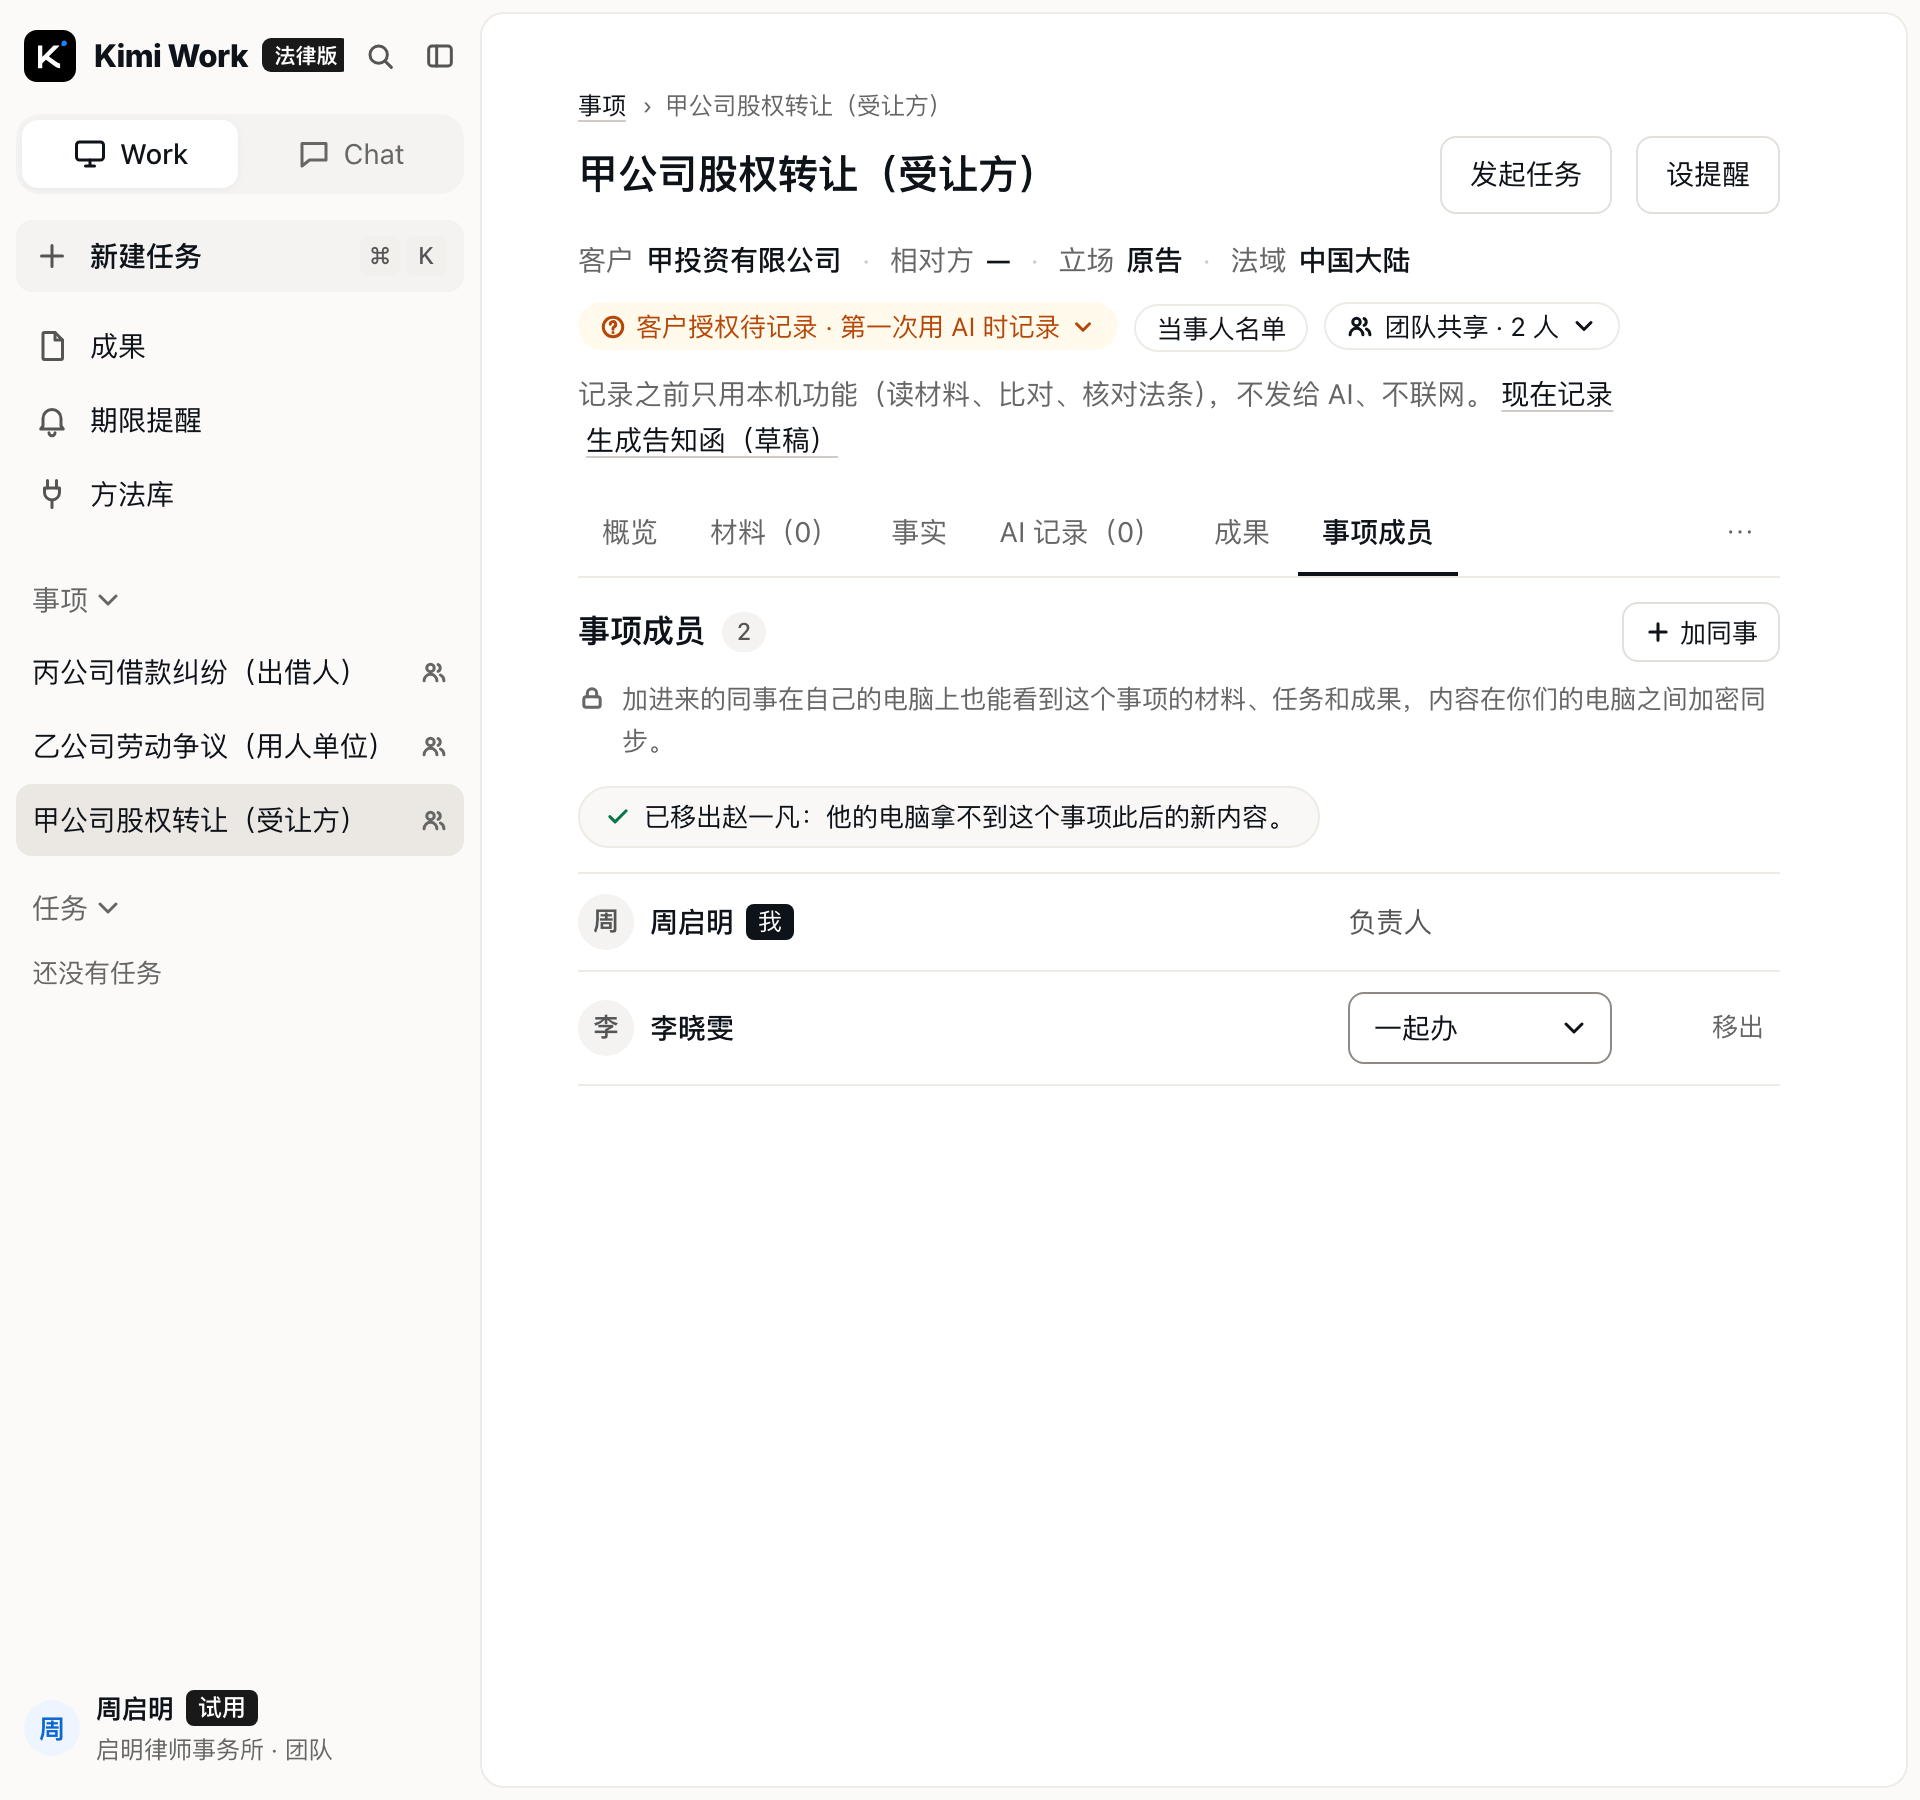 Kimi Work 法律版
Work
Chat
新建任务 ⌘ K
成果
期限提醒
方法库
事项
丙公司借款纠纷（出借人）
乙公司劳动争议（用人单位）
甲公司股权转让（受让方）
任务
还没有任务
周 周启明 试用
启明律师事务所 · 团队
事项 › 甲公司股权转让（受让方）
甲公司股权转让（受让方）
发起任务
设提醒
客户 甲投资有限公司 · 相对方 — · 立场 原告 · 法域 中国大陆
客户授权待记录 · 第一次用 AI 时记录
当事人名单
团队共享 · 2 人
记录之前只用本机功能（读材料、比对、核对法条），不发给 AI、不联网。 现在记录
生成告知函（草稿）
概览 材料（0） 事实 AI 记录（0） 成果 事项成员 ···
事项成员 2
+ 加同事
加进来的同事在自己的电脑上也能看到这个事项的材料、任务和成果，内容在你们的电脑之间加密同
步。
已移出赵一凡：他的电脑拿不到这个事项此后的新内容。
周 周启明 我 负责人
李 李晓雯 一起办 移出